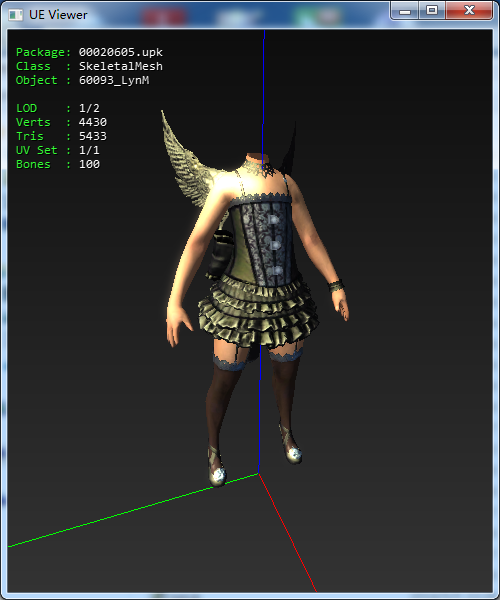 UE Viewer
Package: 00020605.upk
Class : SkeletalMesh
Object : 60093_LynM
LOD : 1/2
Verts : 4430
Tris : 5433
UV Set : 1/1
Bones : 100